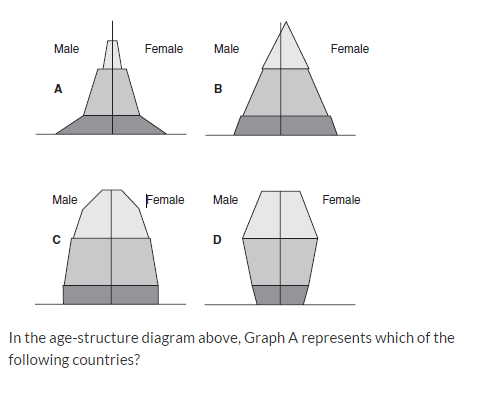 Male Female Male Female
A B
Male Female Male Female
C D
In the age-structure diagram above, Graph A represents which of the
following countries?